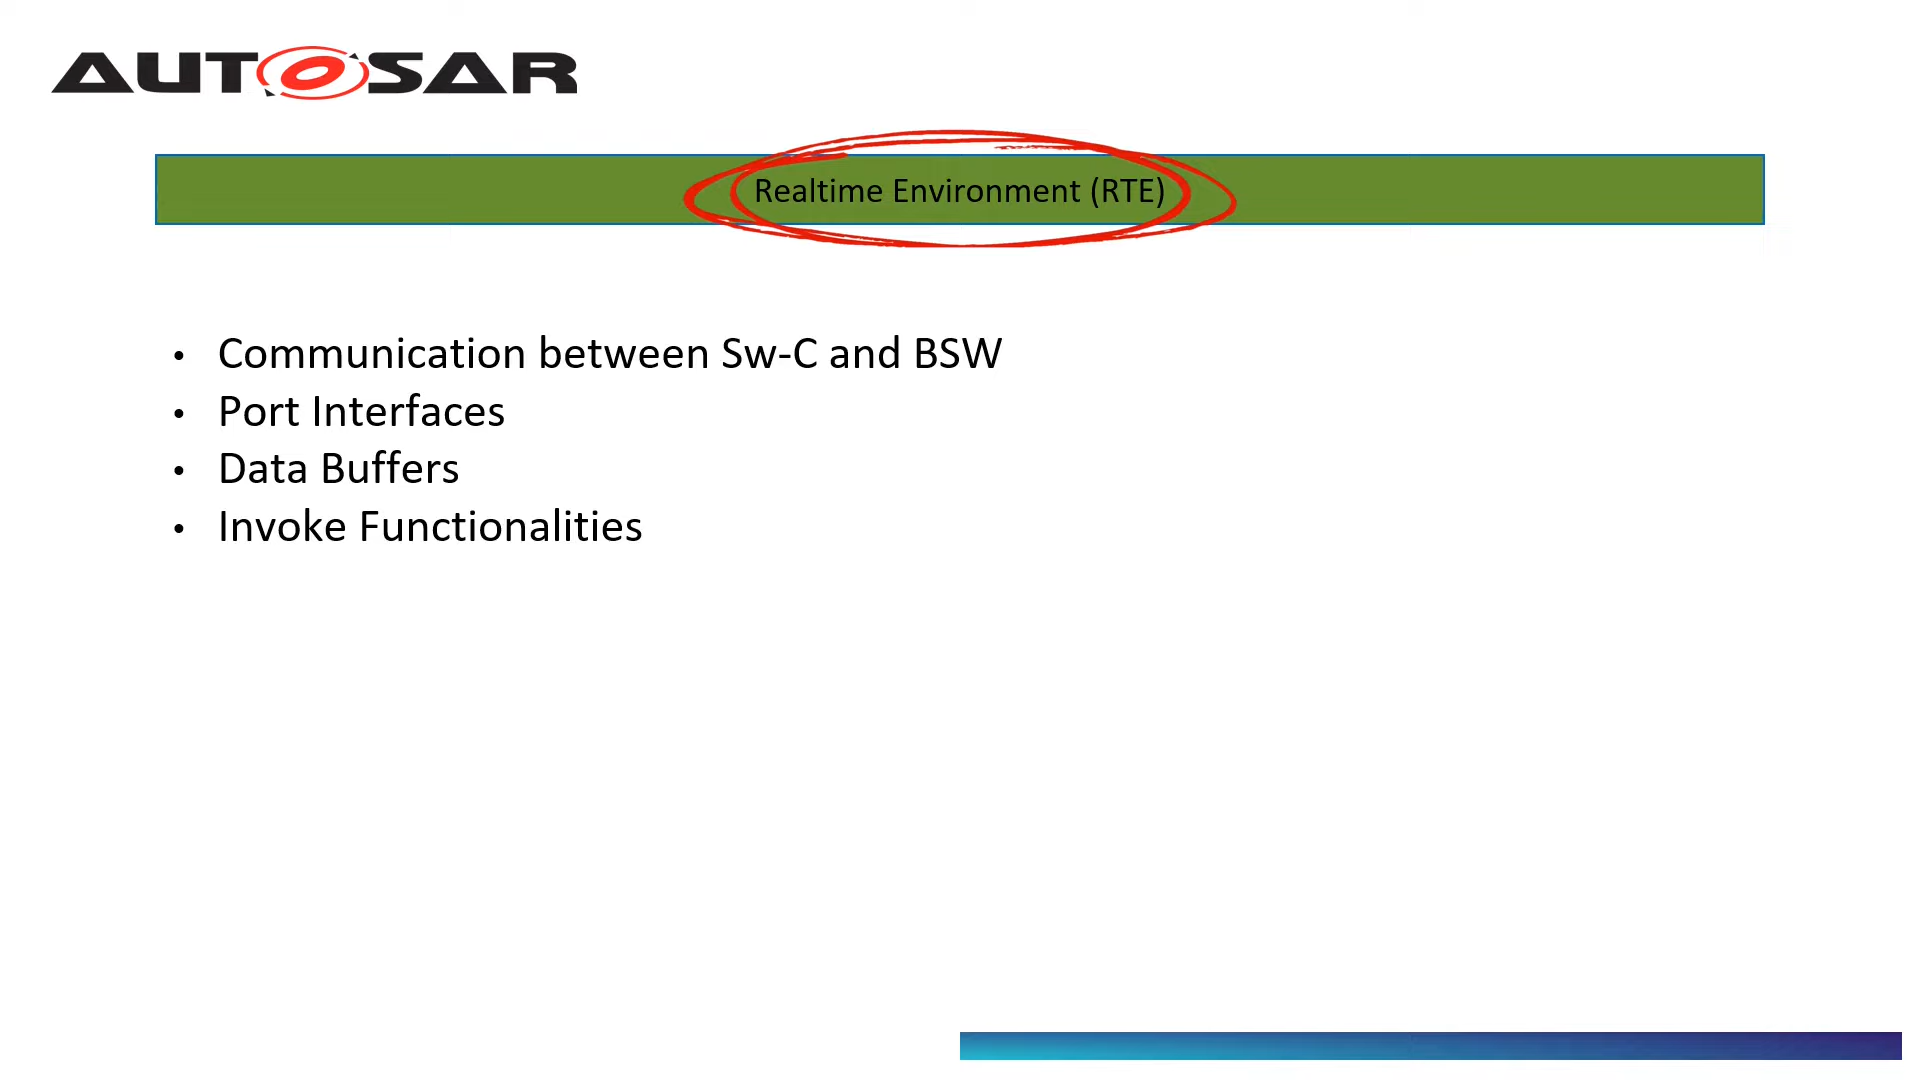 AUTOSAR
Realtime Environment (RTE)
• Communication between Sw-C and BSW
• Port Interfaces
• Data Buffers
• Invoke Functionalities